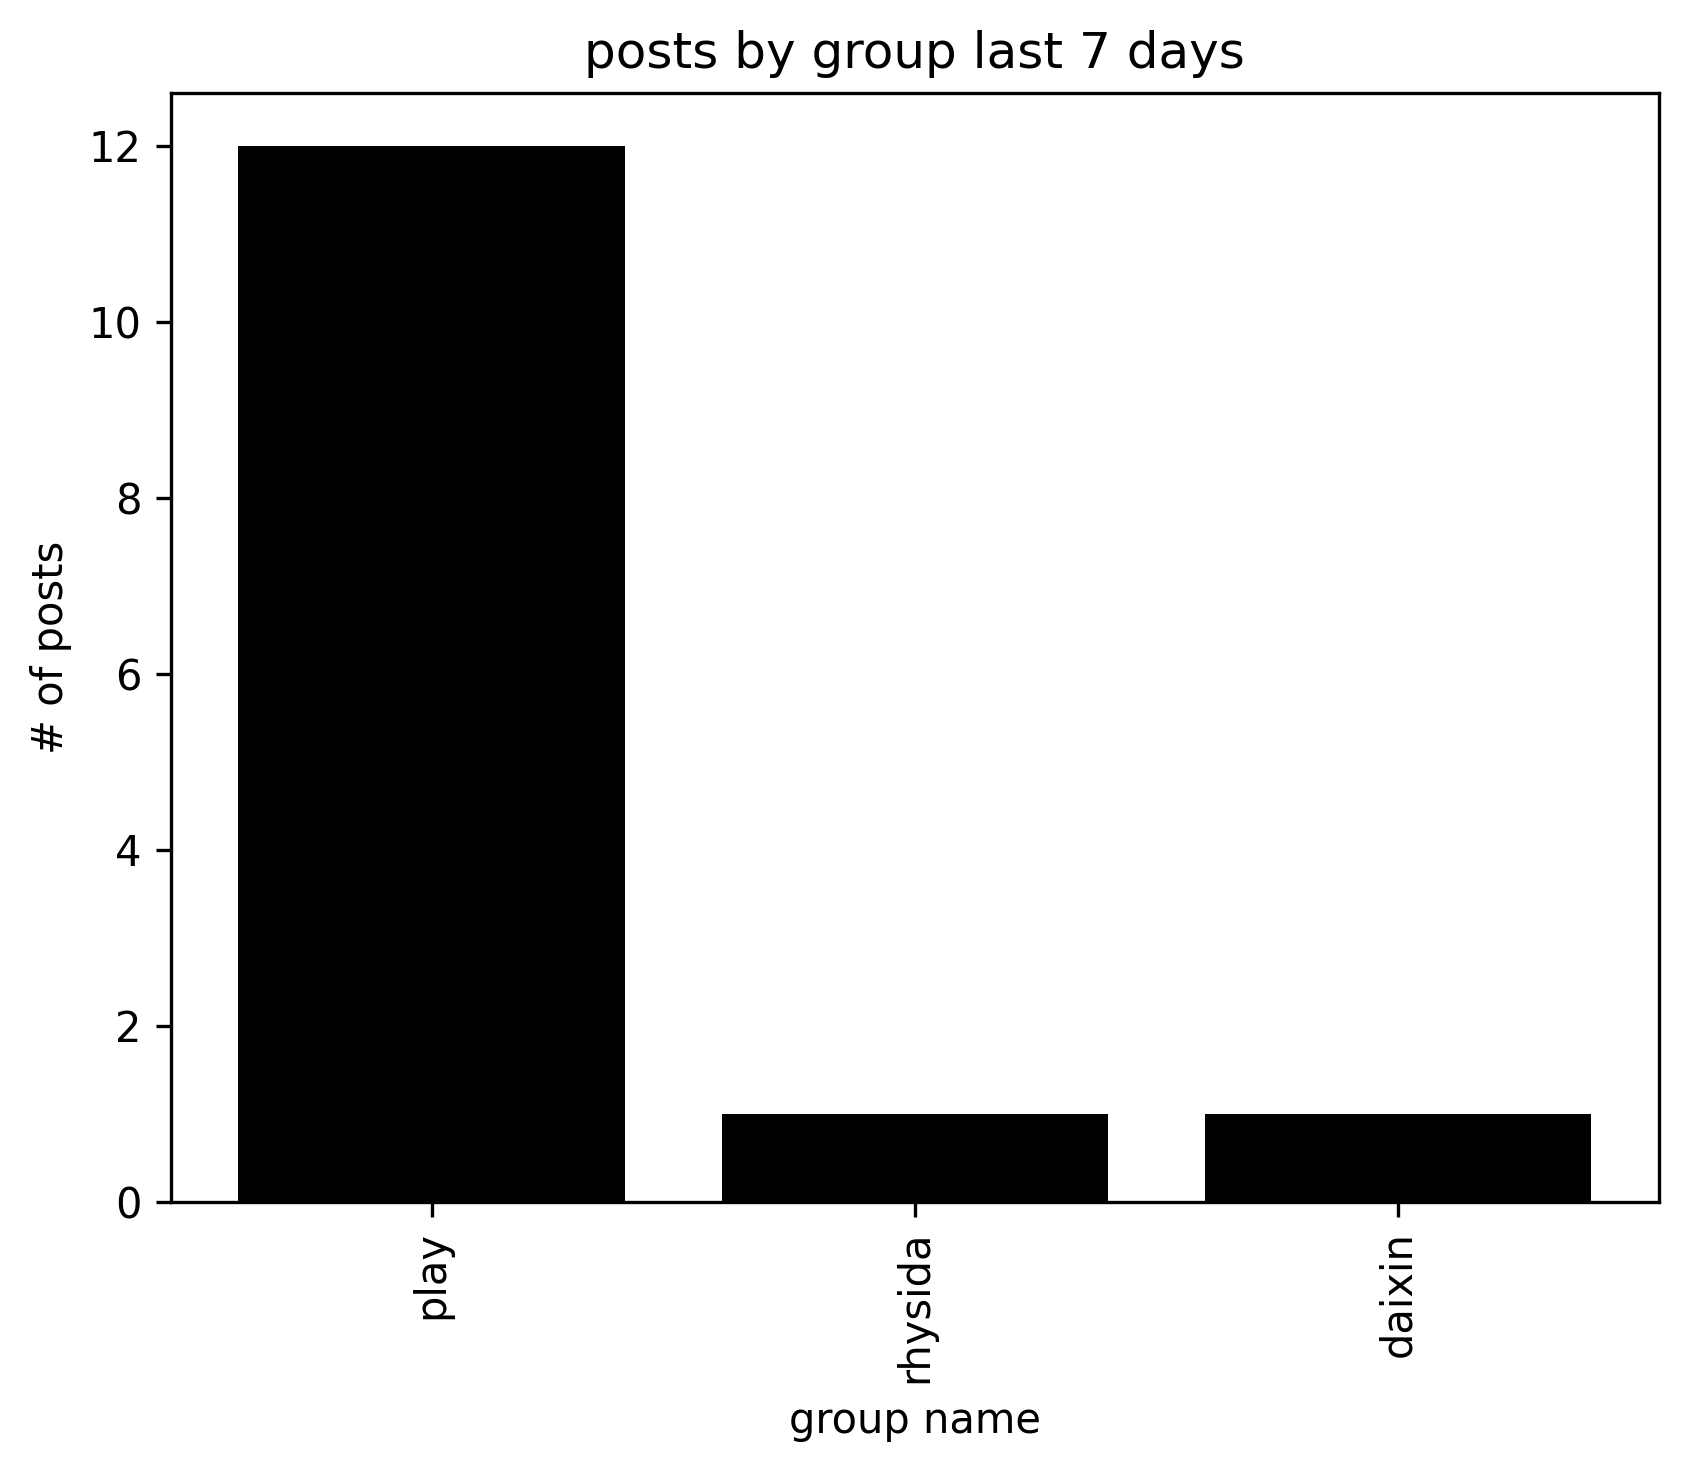 posts by group last 7 days
12
10
8
6
4
2
0
# of posts
play
rhysida
daixin
group name